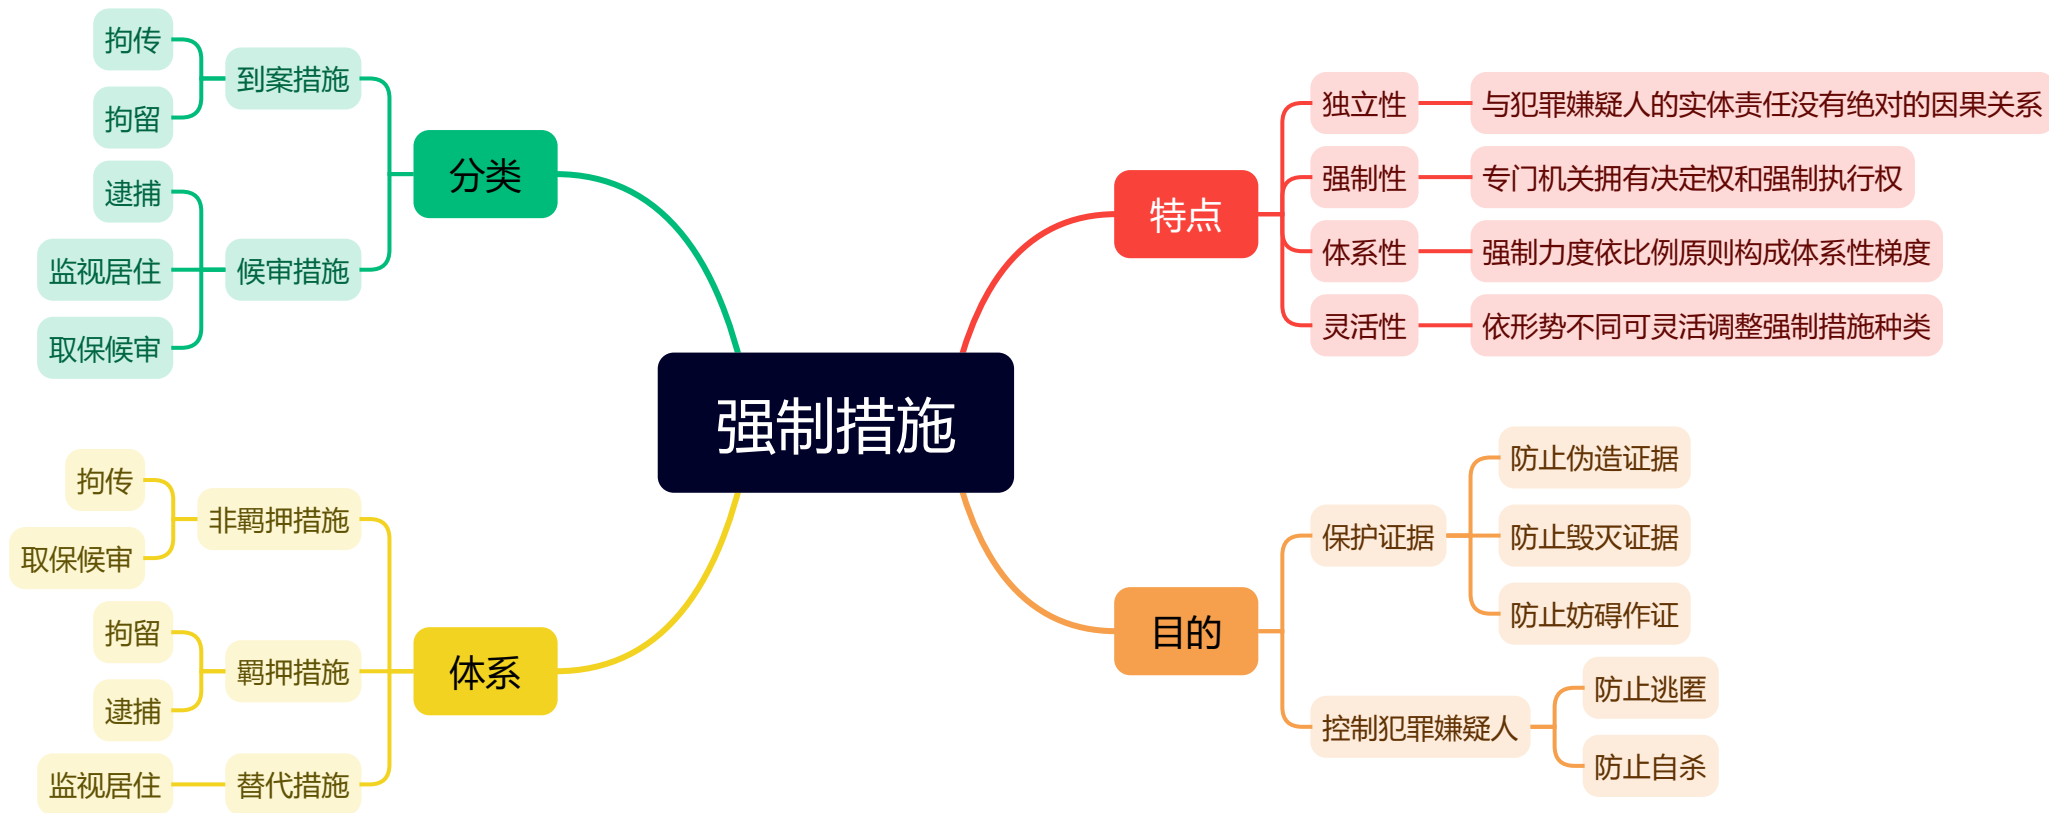 强制措施
特点
独立性
与犯罪嫌疑人的实体责任没有绝对的因果关系
强制性
专门机关拥有决定权和强制执行权
体系性
强制力度依比例原则构成体系性梯度
灵活性
依形势不同可灵活调整强制措施种类
目的
保护证据
防止伪造证据
防止毁灭证据
防止妨碍作证
控制犯罪嫌疑人
防止逃匿
防止自杀
分类
到案措施
拘传
拘留
候审措施
逮捕
监视居住
取保候审
体系
非羁押措施
拘传
取保候审
羁押措施
拘留
逮捕
替代措施
监视居住